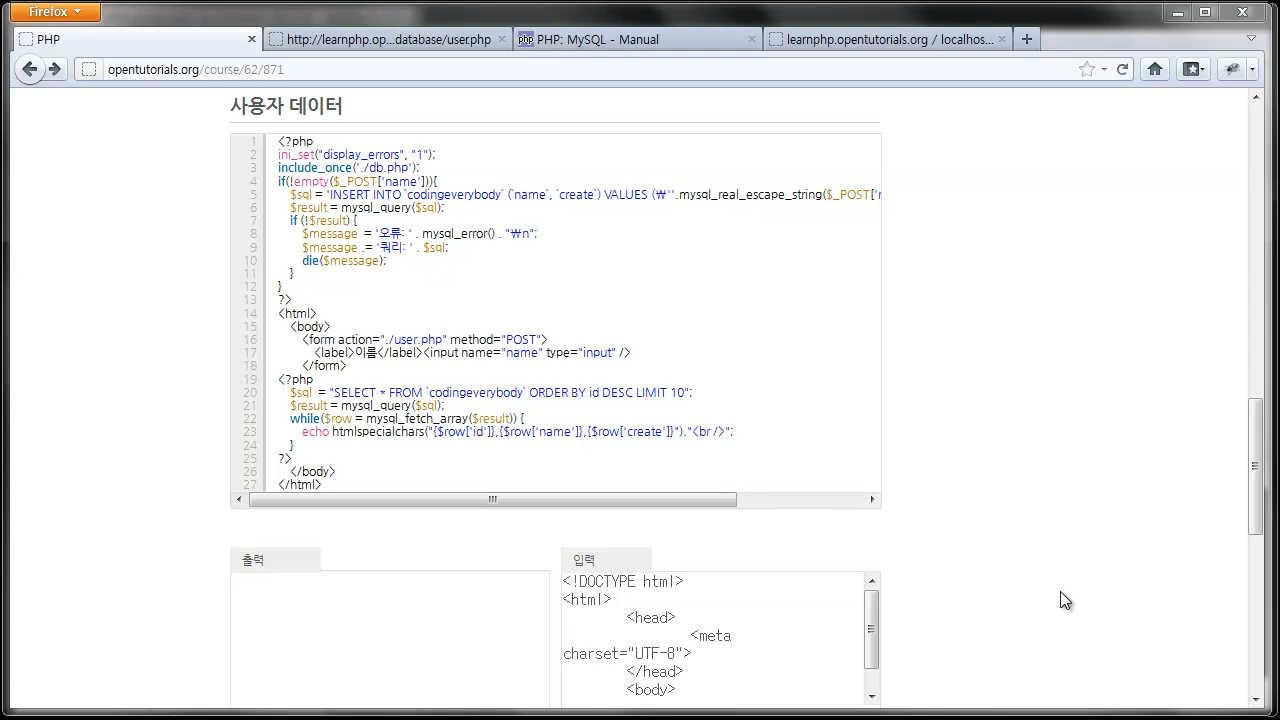 Firefox
PHP
http://learnphp.op...database/user.php
PHP: MySQL - Manual
learnphp.opentutorials.org / localhos...
opentutorials.org/course/62/871
사용자 데이터
1 <?php
2 ini_set("display_errors", "1");
3 include_once('./db.php');
4 if(!empty($_POST['name'])){
5 $sql = 'INSERT INTO `codingeverybody` (`name`, `create`) VALUES (₩''.mysql_real_escape_string($_POST['n
6 $result = mysql_query($sql);
7 if (!$result) {
8 $message = '오류: ' . mysql_error() . "₩n";
9 $message .= '쿼리: ' . $sql;
10 die($message);
11 }
12 }
13 ?>
14 <html>
15 <body>
16 <form action="./user.php" method="POST">
17 <label>이름</label><input name="name" type="input" />
18 </form>
19 <?php
20 $sql = "SELECT * FROM `codingeverybody` ORDER BY id DESC LIMIT 10";
21 $result = mysql_query($sql);
22 while($row = mysql_fetch_array($result)) {
23 echo htmlspecialchars("{$row['id']},{$row['name']},{$row['create']}")."<br />";
24 }
25 ?>
26 </body>
27 </html>
출력
입력
<!DOCTYPE html>
<html>
<head>
<meta
charset="UTF-8">
</head>
<body>